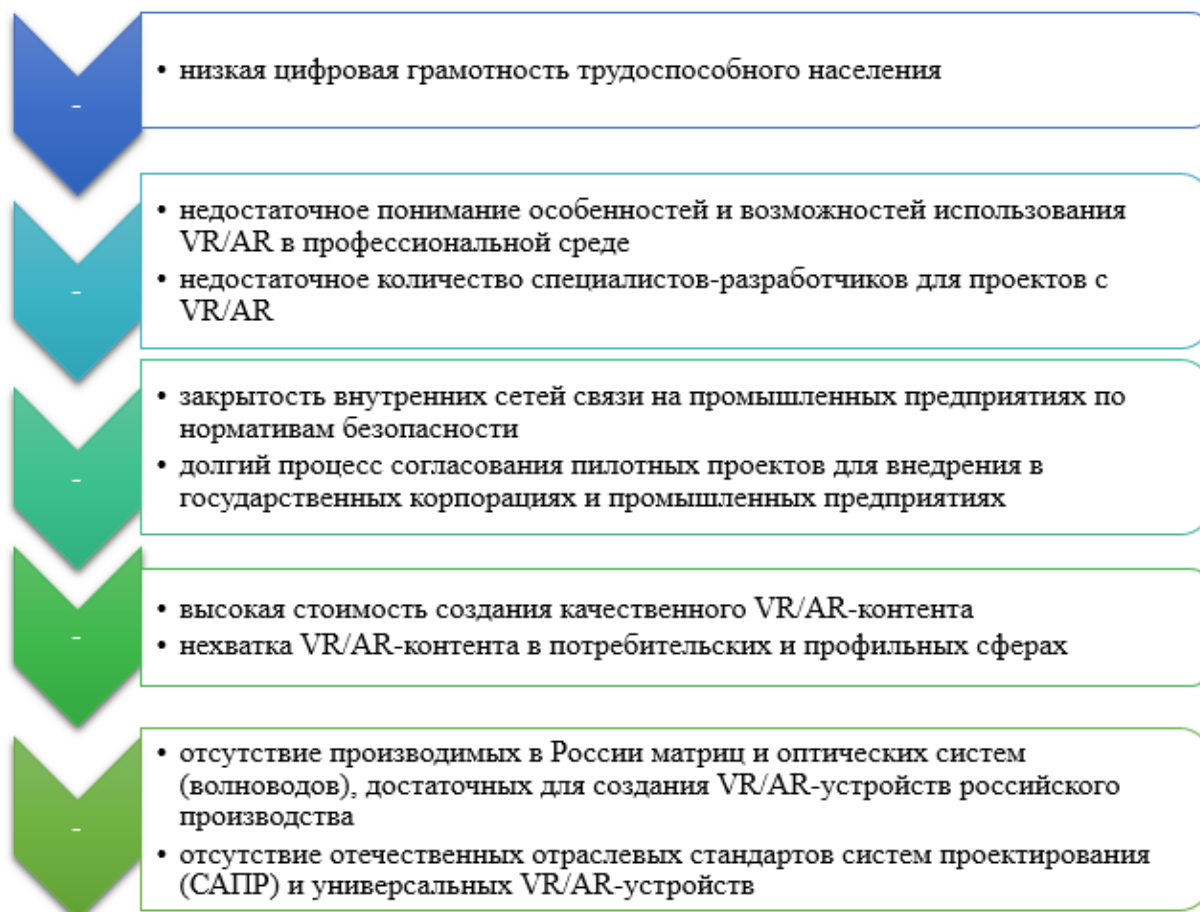 -
• низкая цифровая грамотность трудоспособного населения
-
• недостаточное понимание особенностей и возможностей использования
VR/AR в профессиональной среде
• недостаточное количество специалистов-разработчиков для проектов с
VR/AR
-
• закрытость внутренних сетей связи на промышленных предприятиях по
нормативам безопасности
• долгий процесс согласования пилотных проектов для внедрения в
государственных корпорациях и промышленных предприятиях
-
• высокая стоимость создания качественного VR/AR-контента
• нехватка VR/AR-контента в потребительских и профильных сферах
-
• отсутствие производимых в России матриц и оптических систем
(волноводов), достаточных для создания VR/AR-устройств российского
производства
• отсутствие отечественных отраслевых стандартов систем проектирования
(САПР) и универсальных VR/AR-устройств